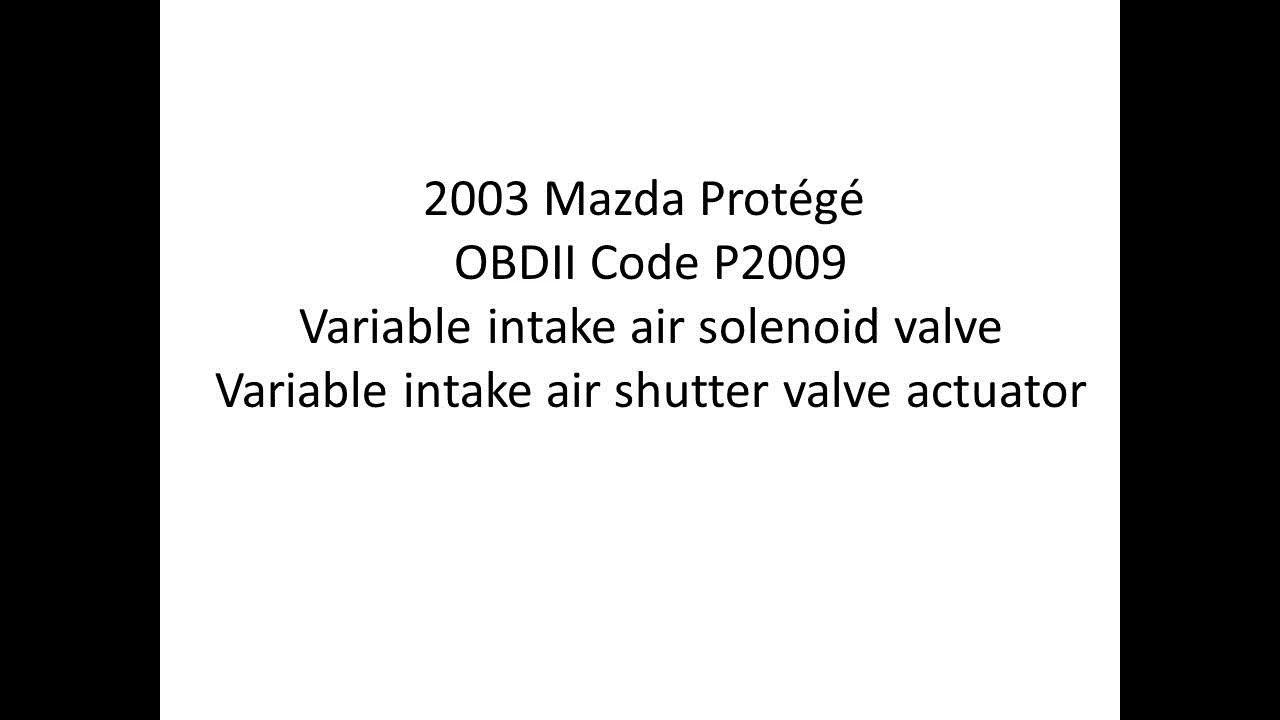 2003 Mazda Protégé
OBDII Code P2009
Variable intake air solenoid valve
Variable intake air shutter valve actuator